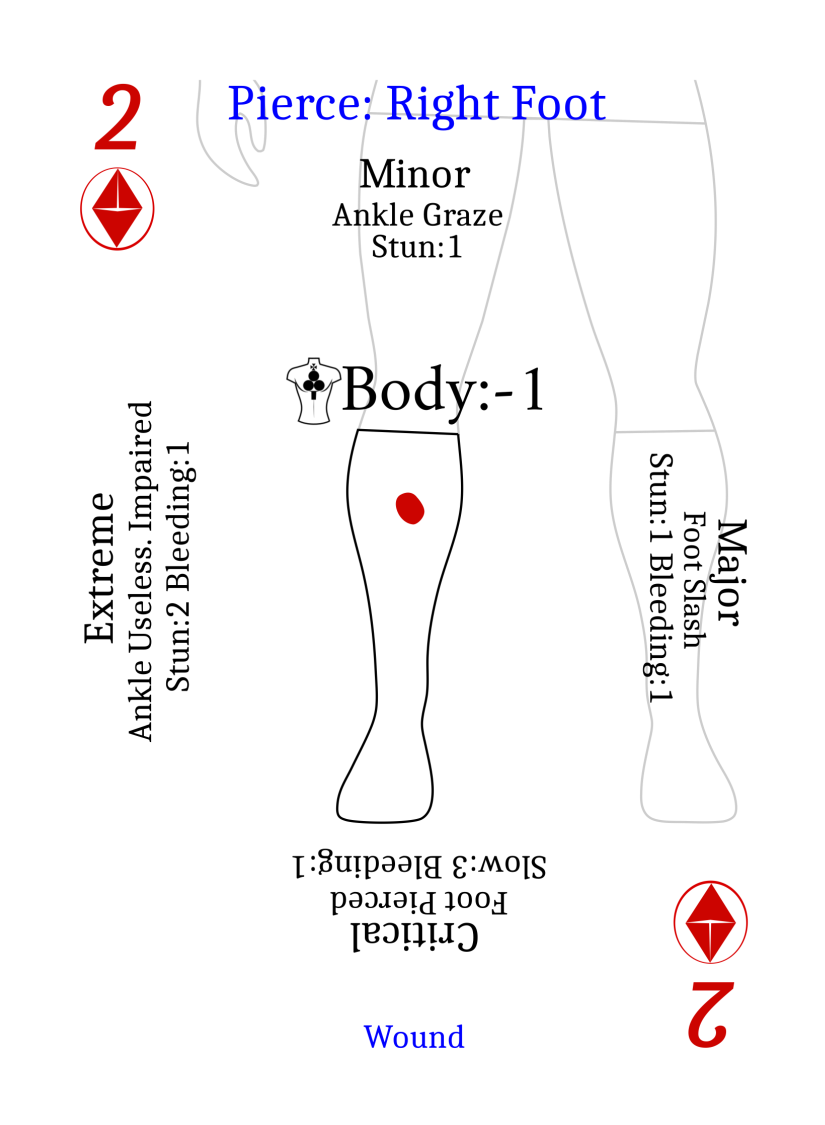 2
Pierce: Right Foot
Minor
Ankle Graze
Stun:1
Body:-1
Extreme
Ankle Useless. Impaired
Stun:2 Bleeding:1
Major
Foot Slash
Stun:1 Bleeding:1
Critical
Foot Pierced
Slow:3 Bleeding:1
2
Wound